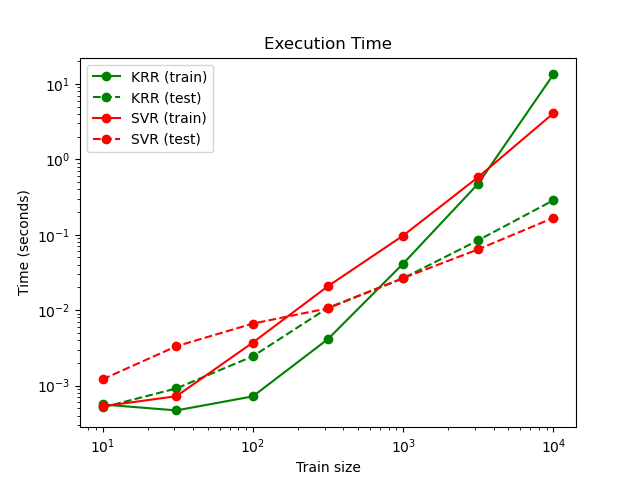 Execution Time
KRR (train)
KRR (test)
SVR (train)
SVR (test)
Time (seconds)
10¹
10⁰
10⁻¹
10⁻²
10⁻³
10¹
10²
10³
10⁴
Train size